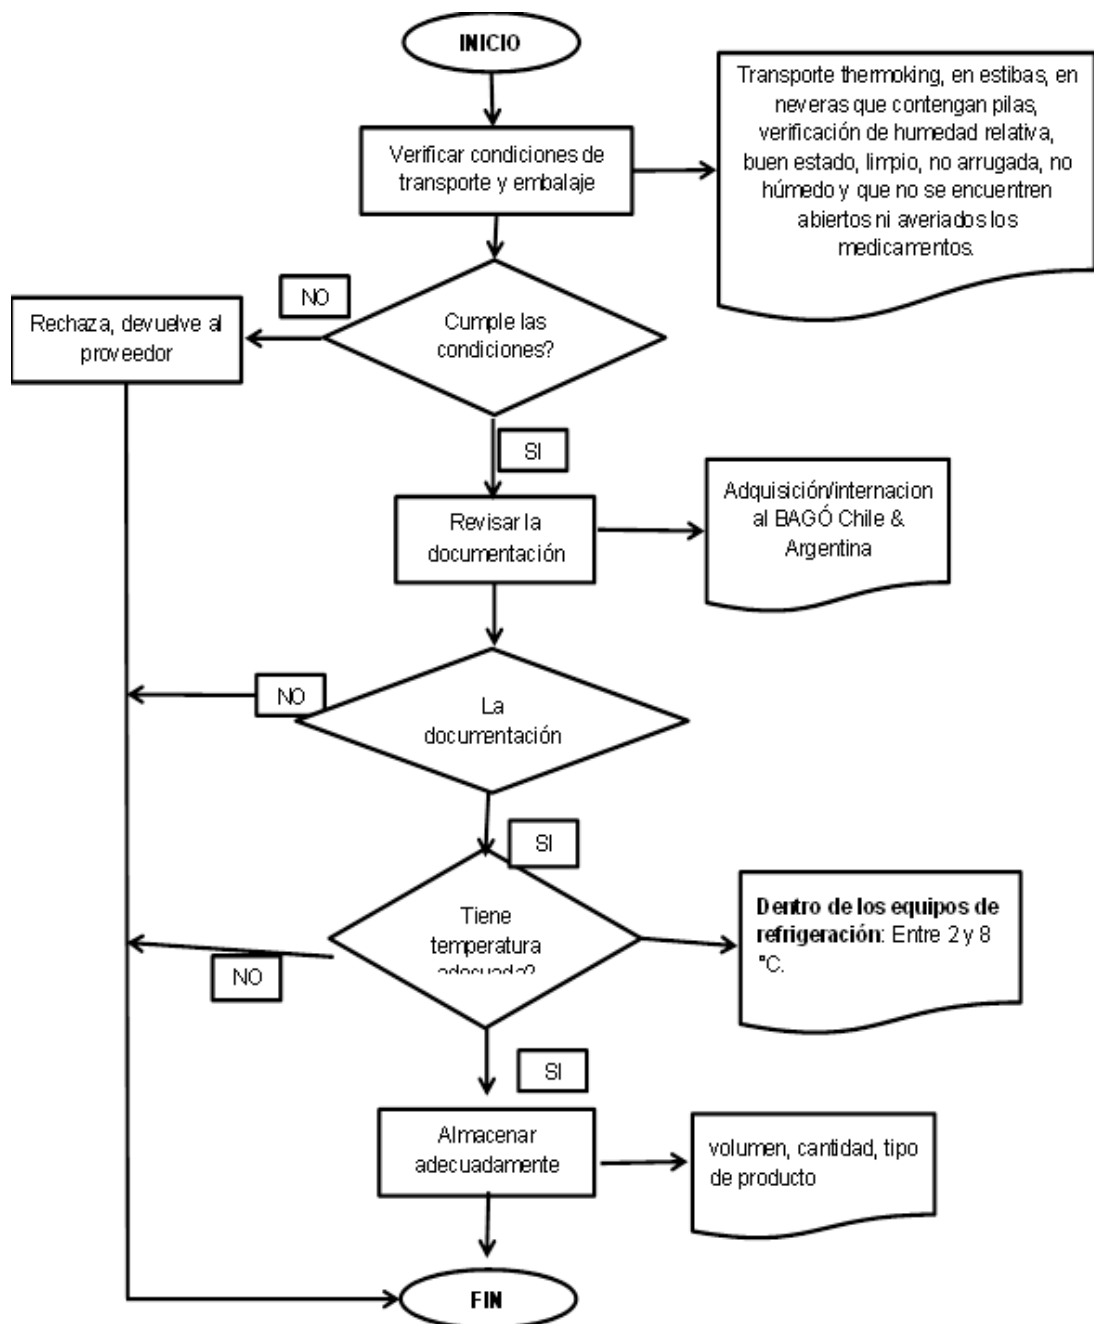 INICIO
Transporte thermoking, en estibas, en
neveras que contengan pilas,
verificación de humedad relativa,
buen estado, limpio, no arrugada, no
húmedo y que no se encuentren
abiertos ni averiados los
medicamentos.
Verificar condiciones de
transporte y embalaje
NO
Rechaza, devuelve al
proveedor
Cumple las
condiciones?
SI
Revisar la
documentación
Adquisición/internacion
al BAGÓ Chile &
Argentina
NO
La
documentación
SI
Tiene
temperatura
adecuada?
Dentro de los equipos de
refrigeración: Entre 2 y 8
°C.
NO
SI
Almacenar
adecuadamente
volumen, cantidad, tipo
de producto
FIN